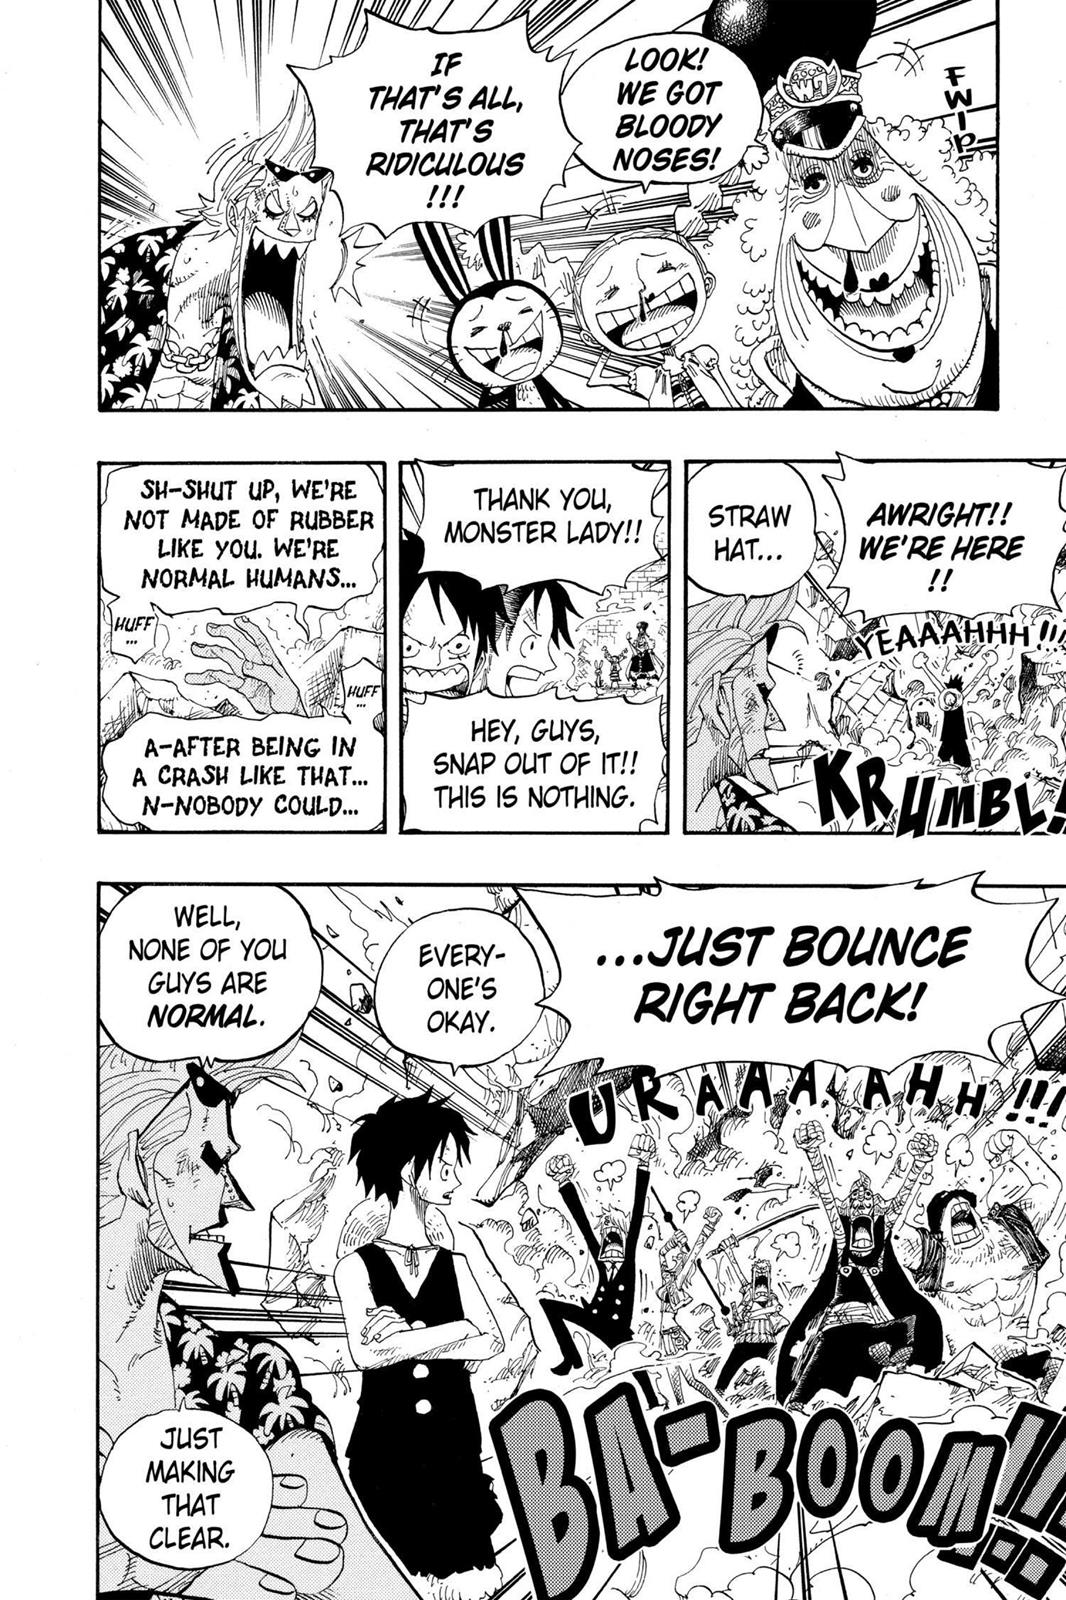 LOOK!
WE GOT
BLOODY
NOSES!
W7
FWIP
IF
THAT'S ALL,
THAT'S
RIDICULOUS
!!!
AWRIGHT!!
WE'RE HERE
!!
YEAAAHHH!!!
STRAW
HAT...
KRUMBL!
THANK YOU,
MONSTER LADY!!
HEY, GUYS,
SNAP OUT OF IT!!
THIS IS NOTHING.
SH-SHUT UP, WE'RE
NOT MADE OF RUBBER
LIKE YOU. WE'RE
NORMAL HUMANS...
HUFF
...
HUFF
...
A-AFTER BEING IN
A CRASH LIKE THAT...
N-NOBODY COULD...
...JUST BOUNCE
RIGHT BACK!
URAAAAAHH!!!
EVERY-
ONE'S
OKAY.
WELL,
NONE OF YOU
GUYS ARE
NORMAL.
BA-BOOM!!!
JUST
MAKING
THAT
CLEAR.